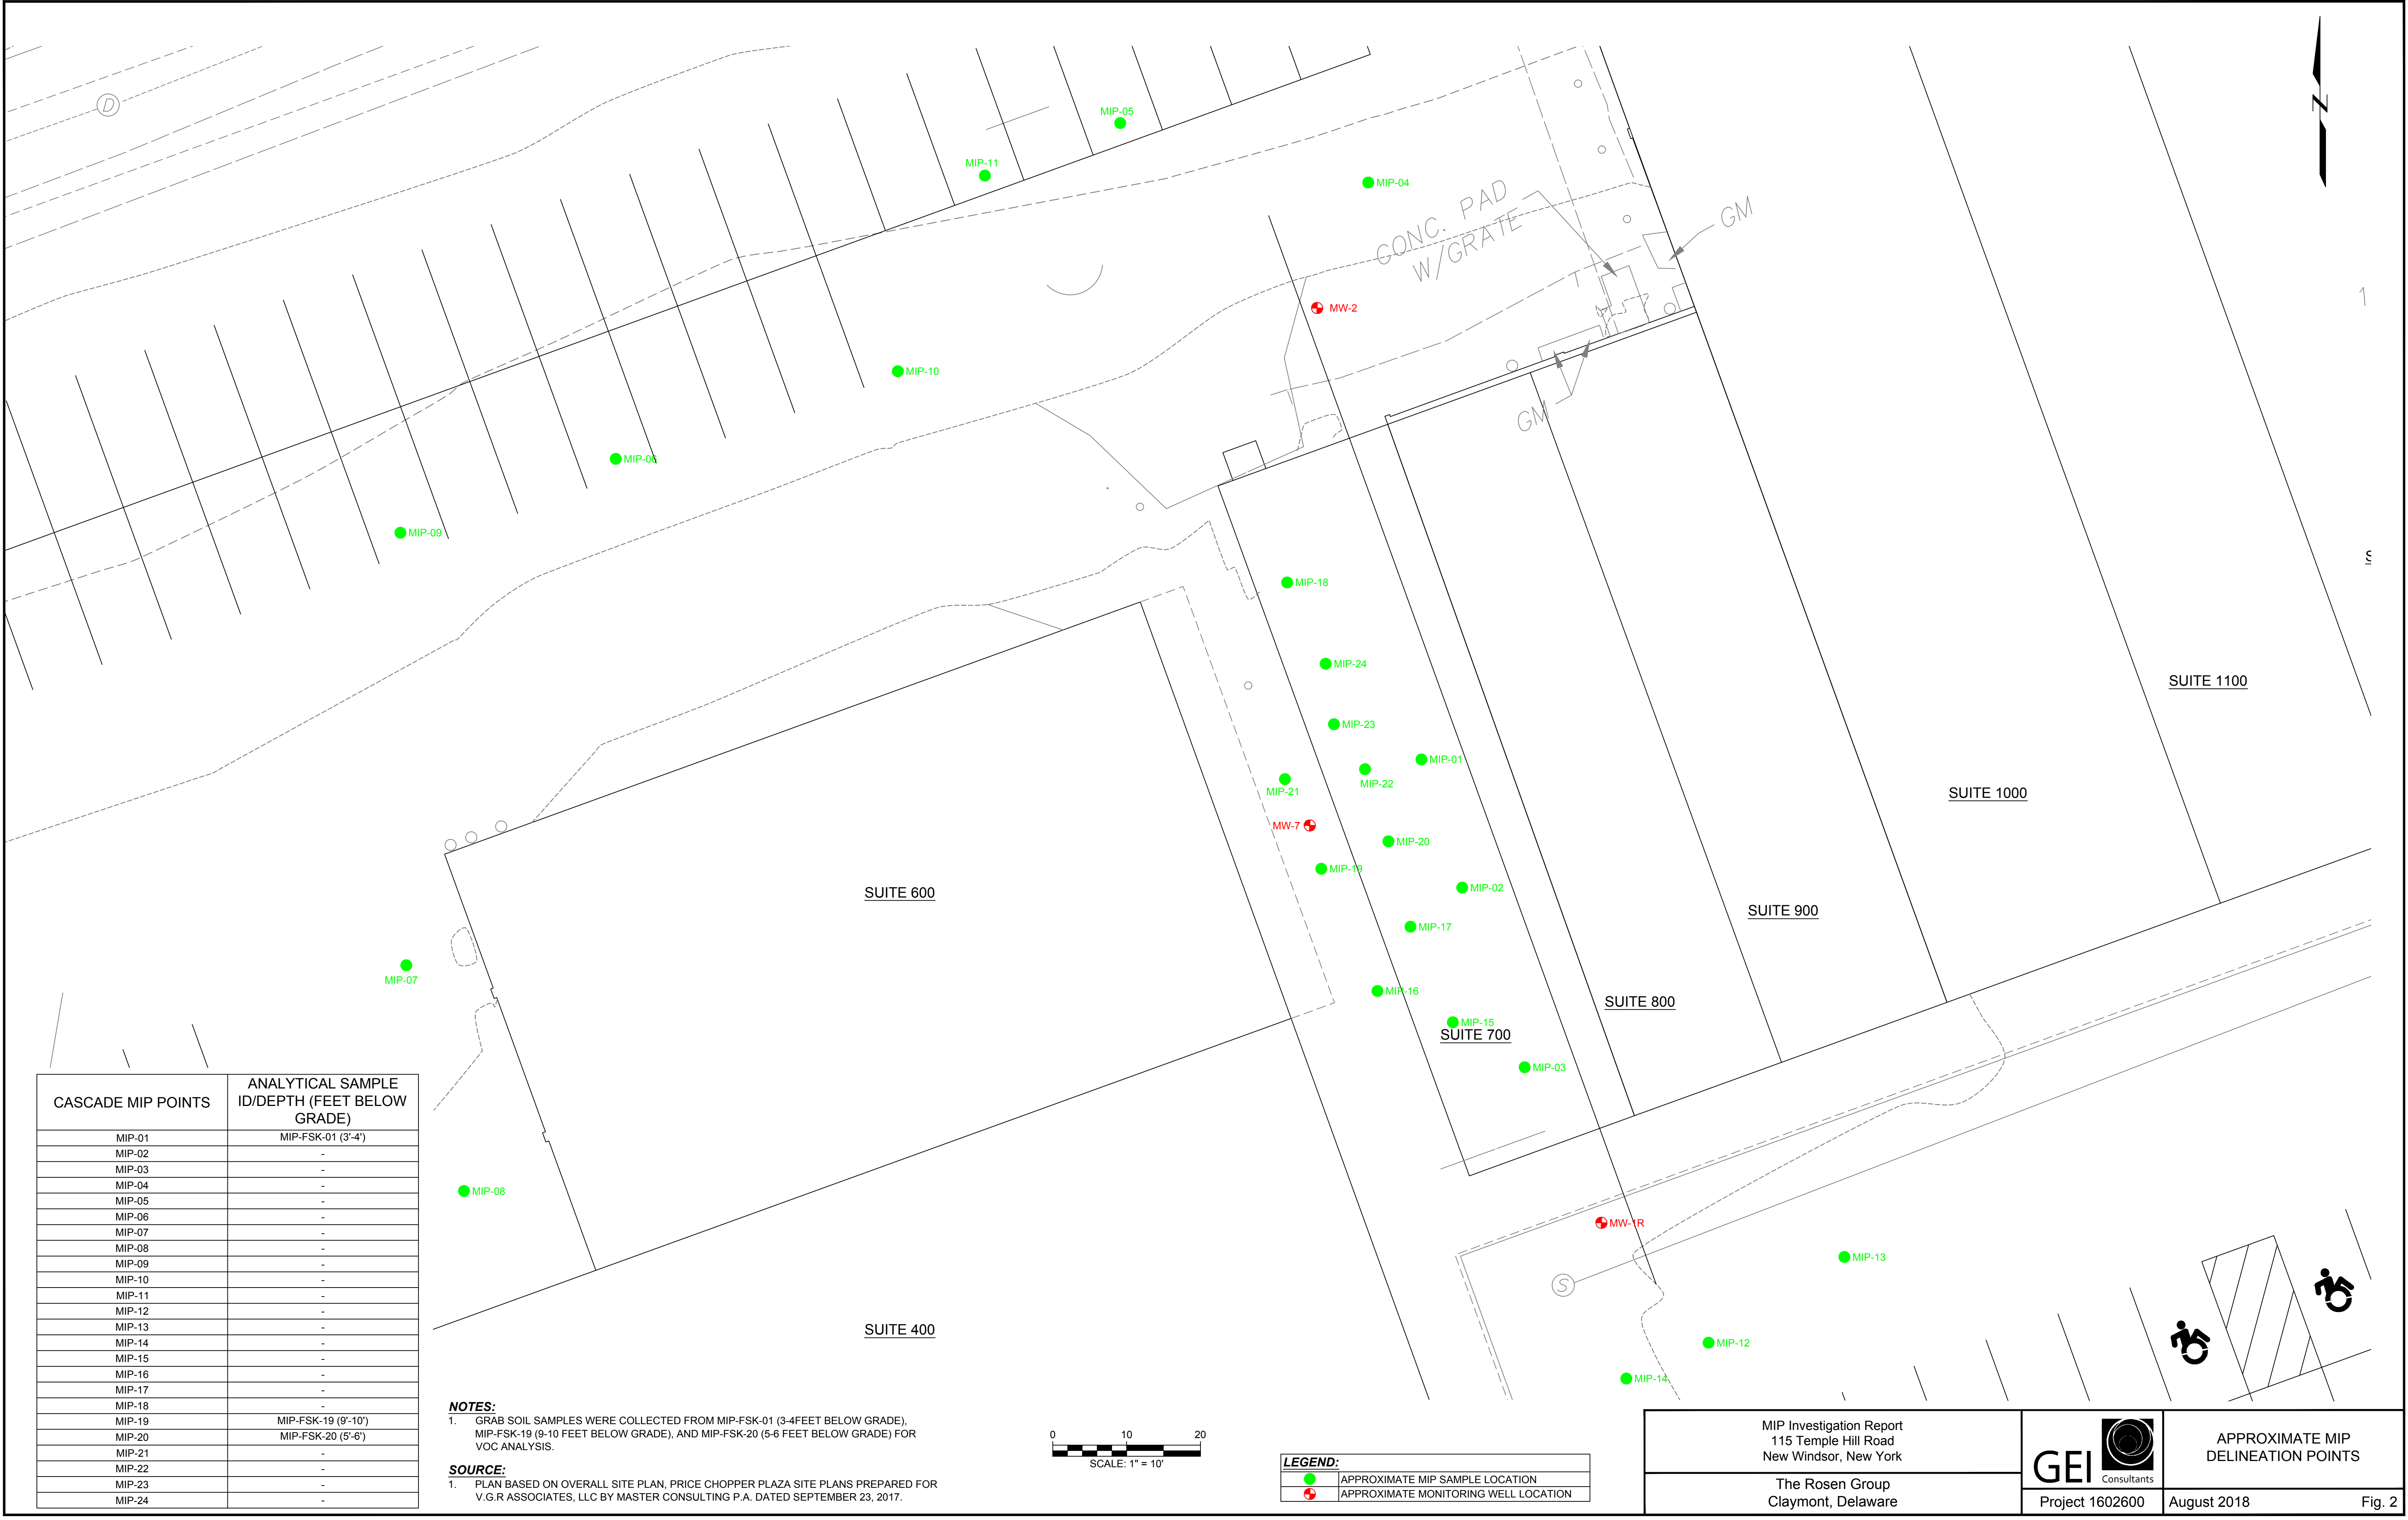 D
MIP-05
MIP-11
MIP-04
N
CONC. PAD
W/GRATE
GM
MW-2
1
MIP-10
GM
MIP-06
MIP-09
MIP-18
MIP-24
SUITE 1100
MIP-23
MIP-01
MIP-22
MIP-21
SUITE 1000
MW-7
MIP-20
MIP-19
MIP-02
SUITE 600
SUITE 900
MIP-17
MIP-07
MIP-16
SUITE 800
MIP-15
SUITE 700
MIP-03
MIP-08
MW-1R
MIP-13
S
SUITE 400
MIP-12
MIP-14
CASCADE MIP POINTS
ANALYTICAL SAMPLE
ID/DEPTH (FEET BELOW
GRADE)
MIP-01 MIP-FSK-01 (3'-4')
MIP-02 -
MIP-03 -
MIP-04 -
MIP-05 -
MIP-06 -
MIP-07 -
MIP-08 -
MIP-09 -
MIP-10 -
MIP-11 -
MIP-12 -
MIP-13 -
MIP-14 -
MIP-15 -
MIP-16 -
MIP-17 -
MIP-18 -
MIP-19 MIP-FSK-19 (9'-10')
MIP-20 MIP-FSK-20 (5'-6')
MIP-21 -
MIP-22 -
MIP-23 -
MIP-24 -
NOTES:
1. GRAB SOIL SAMPLES WERE COLLECTED FROM MIP-FSK-01 (3-4FEET BELOW GRADE),
MIP-FSK-19 (9-10 FEET BELOW GRADE), AND MIP-FSK-20 (5-6 FEET BELOW GRADE) FOR
VOC ANALYSIS.
SOURCE:
1. PLAN BASED ON OVERALL SITE PLAN, PRICE CHOPPER PLAZA SITE PLANS PREPARED FOR
V.G.R ASSOCIATES, LLC BY MASTER CONSULTING P.A. DATED SEPTEMBER 23, 2017.
0 10 20
SCALE: 1" = 10'
LEGEND:
APPROXIMATE MIP SAMPLE LOCATION
APPROXIMATE MONITORING WELL LOCATION
MIP Investigation Report
115 Temple Hill Road
New Windsor, New York
The Rosen Group
Claymont, Delaware
GEI Consultants
Project 1602600
APPROXIMATE MIP
DELINEATION POINTS
August 2018 Fig. 2